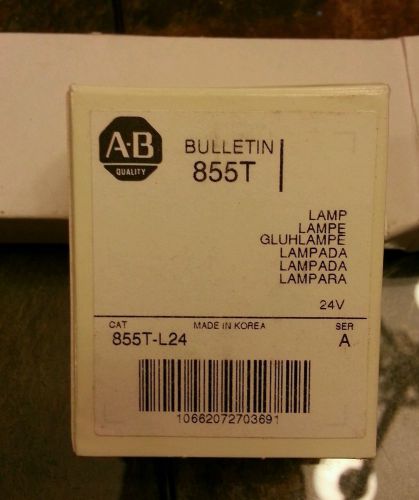 A-B
QUALITY
BULLETIN
855T
LAMP
LAMPE
GLUHLAMPE
LAMPADA
LAMPADA
LAMPARA
24V
CAT MADE IN KOREA SER
855T-L24 A
10662072703691